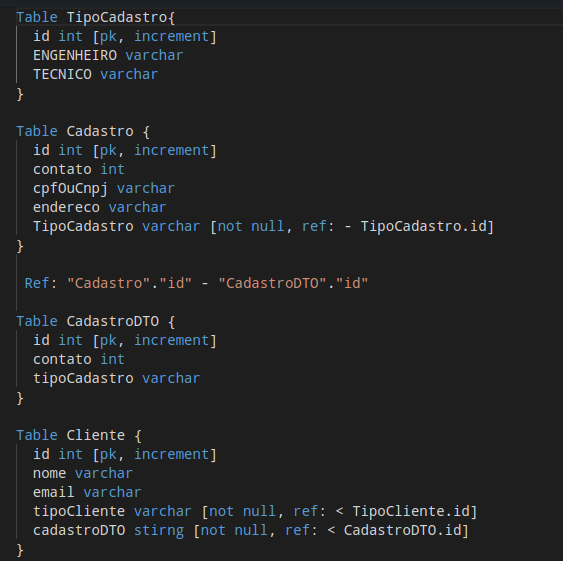 Table TipoCadastro{
  id int [pk, increment]
  ENGENHEIRO varchar
  TECNICO varchar
}
Table Cadastro {
  id int [pk, increment]
  contato int
  cpfOuCnpj varchar
  endereco varchar
  TipoCadastro varchar [not null, ref: - TipoCadastro.id]
}
 Ref: "Cadastro"."id" - "CadastroDTO"."id"
Table CadastroDTO {
  id int [pk, increment]
  contato int
  tipoCadastro varchar
}
Table Cliente {
  id int [pk, increment]
  nome varchar
  email varchar
  tipoCliente varchar [not null, ref: < TipoCliente.id]
  cadastroDTO stirng [not null, ref: < CadastroDTO.id]
}